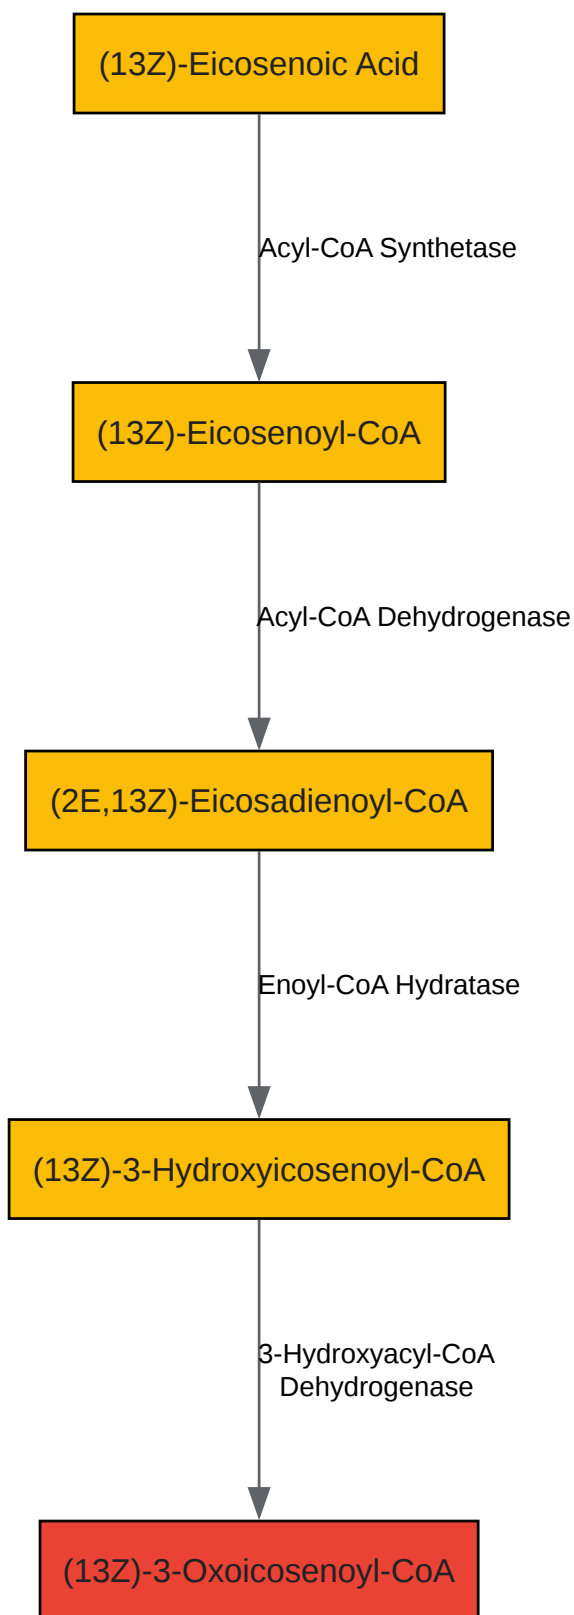 (13Z)-Eicosenoic Acid
Acyl-CoA Synthetase
(13Z)-Eicosenoyl-CoA
Acyl-CoA Dehydrogenase
(2E,13Z)-Eicosadienoyl-CoA
Enoyl-CoA Hydratase
(13Z)-3-Hydroxyicosenoyl-CoA
3-Hydroxyacyl-CoA
Dehydrogenase
(13Z)-3-Oxoicosenoyl-CoA